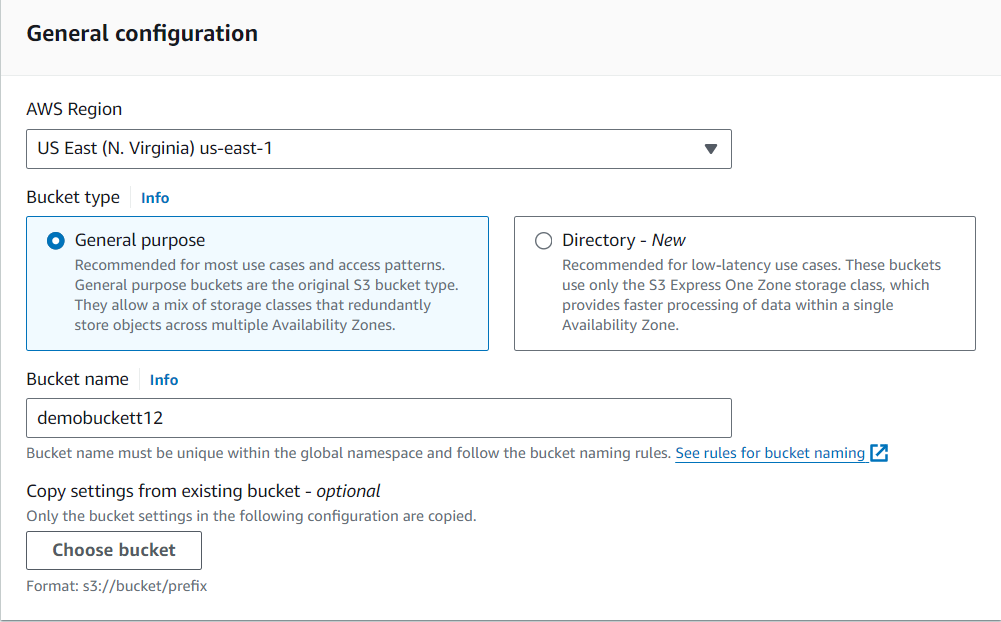 General configuration
AWS Region
US East (N. Virginia) us-east-1
Bucket type Info
General purpose
Recommended for most use cases and access patterns.
General purpose buckets are the original S3 bucket type.
They allow a mix of storage classes that redundantly
store objects across multiple Availability Zones.
Directory - New
Recommended for low-latency use cases. These buckets
use only the S3 Express One Zone storage class, which
provides faster processing of data within a single
Availability Zone.
Bucket name Info
demobuckett12
Bucket name must be unique within the global namespace and follow the bucket naming rules. See rules for bucket naming
Copy settings from existing bucket - optional
Only the bucket settings in the following configuration are copied.
Choose bucket
Format: s3://bucket/prefix